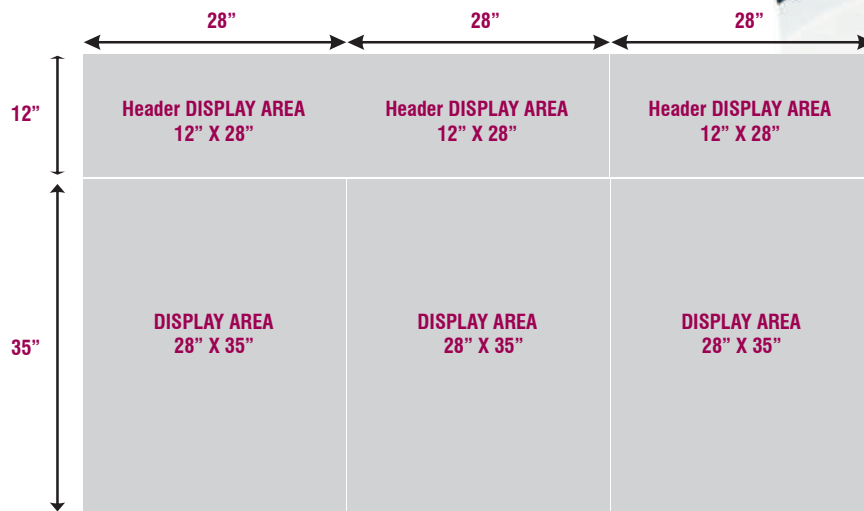 28”
28”
28”
12”
Header DISPLAY AREA
12” X 28”
Header DISPLAY AREA
12” X 28”
Header DISPLAY AREA
12” X 28”
35”
DISPLAY AREA
28” X 35”
DISPLAY AREA
28” X 35”
DISPLAY AREA
28” X 35”